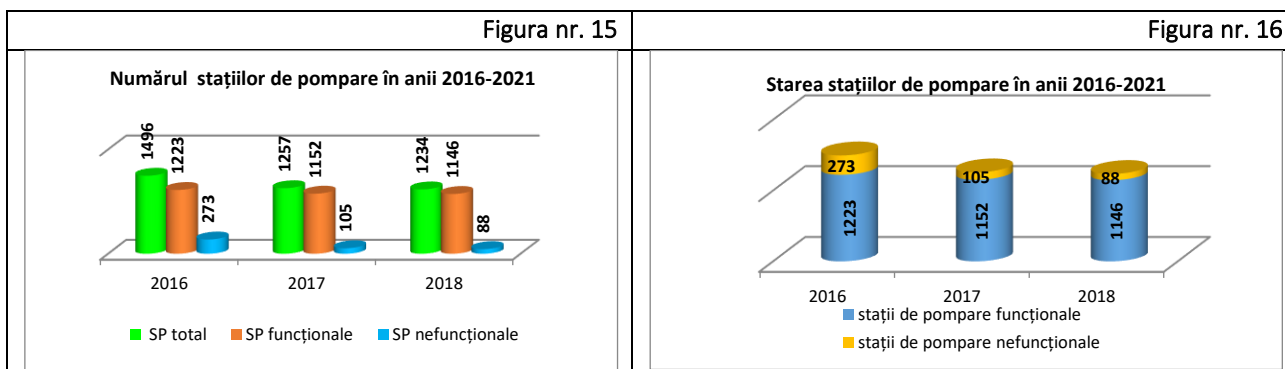 Figura nr. 15
Numărul stațiilor de pompare în anii 2016-2021
1496
1223
273
1257
1152
105
1234
1146
88
2016 2017 2018
SP total SP funcționale SP nefuncționale
Figura nr. 16
Starea stațiilor de pompare în anii 2016-2021
273
1223
105
1152
88
1146
2016 2017 2018
stații de pompare funcționale
stații de pompare nefuncționale